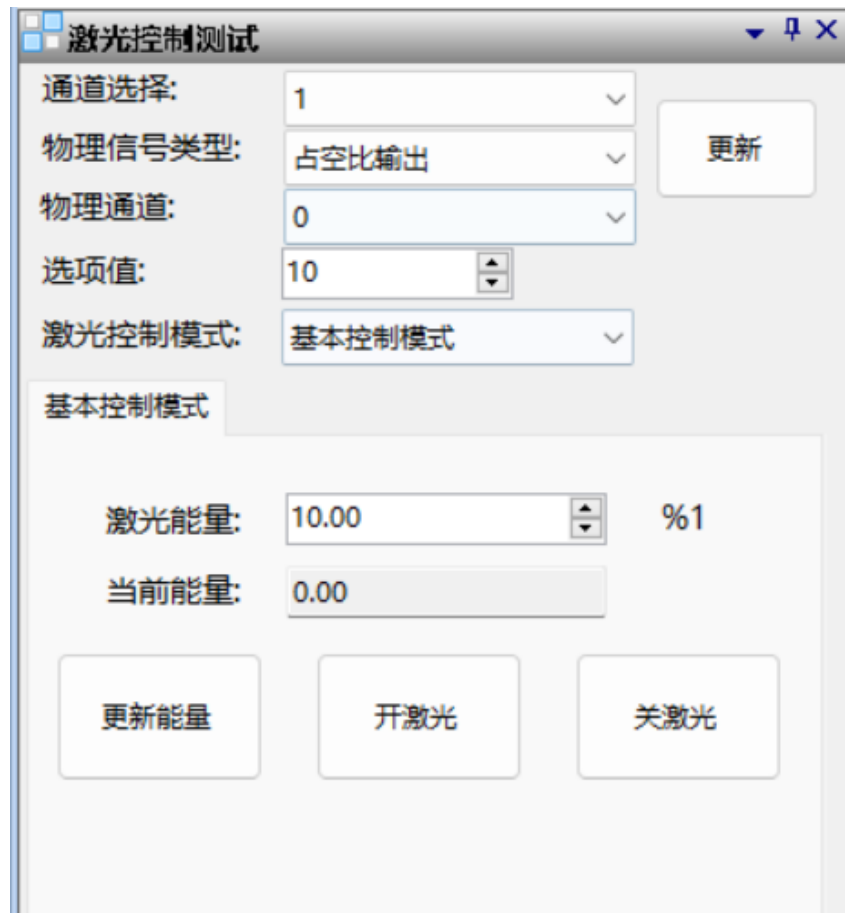 激光控制测试
通道选择: 1
更新
物理信号类型: 占空比输出
物理通道: 0
选项值: 10
激光控制模式: 基本控制模式
基本控制模式
激光能量: 10.00 %1
当前能量: 0.00
更新能量 开激光 关激光